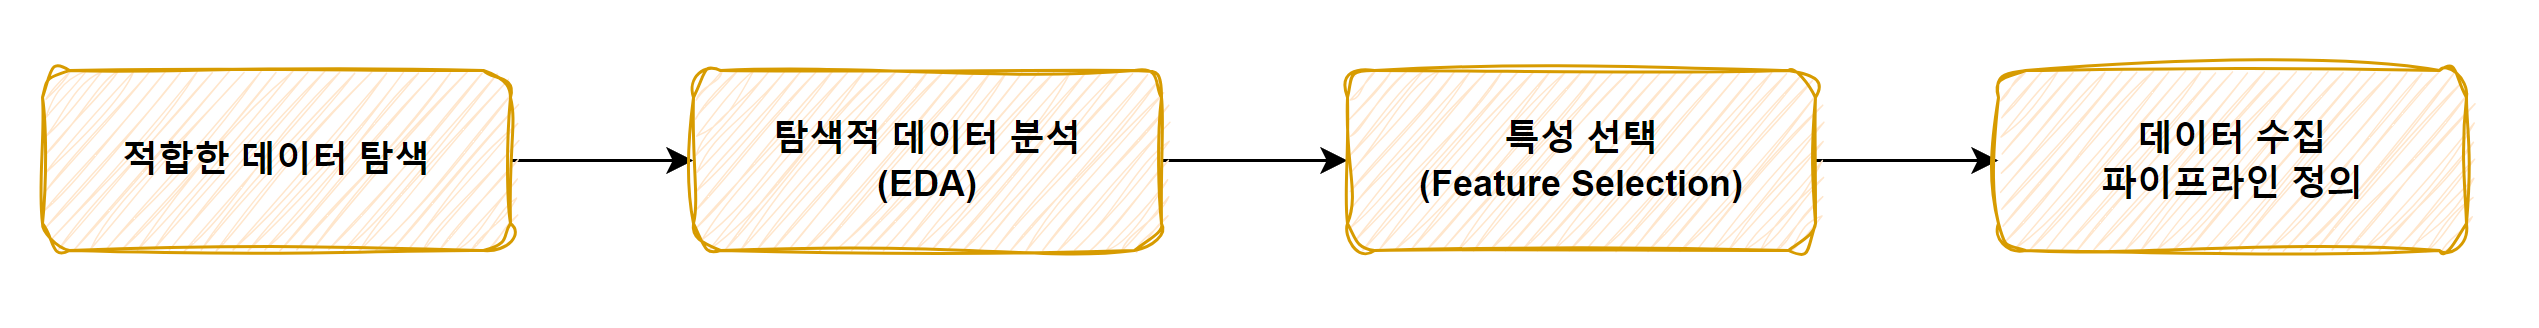 적합한 데이터 탐색
탐색적 데이터 분석
(EDA)
특성 선택
(Feature Selection)
데이터 수집
파이프라인 정의